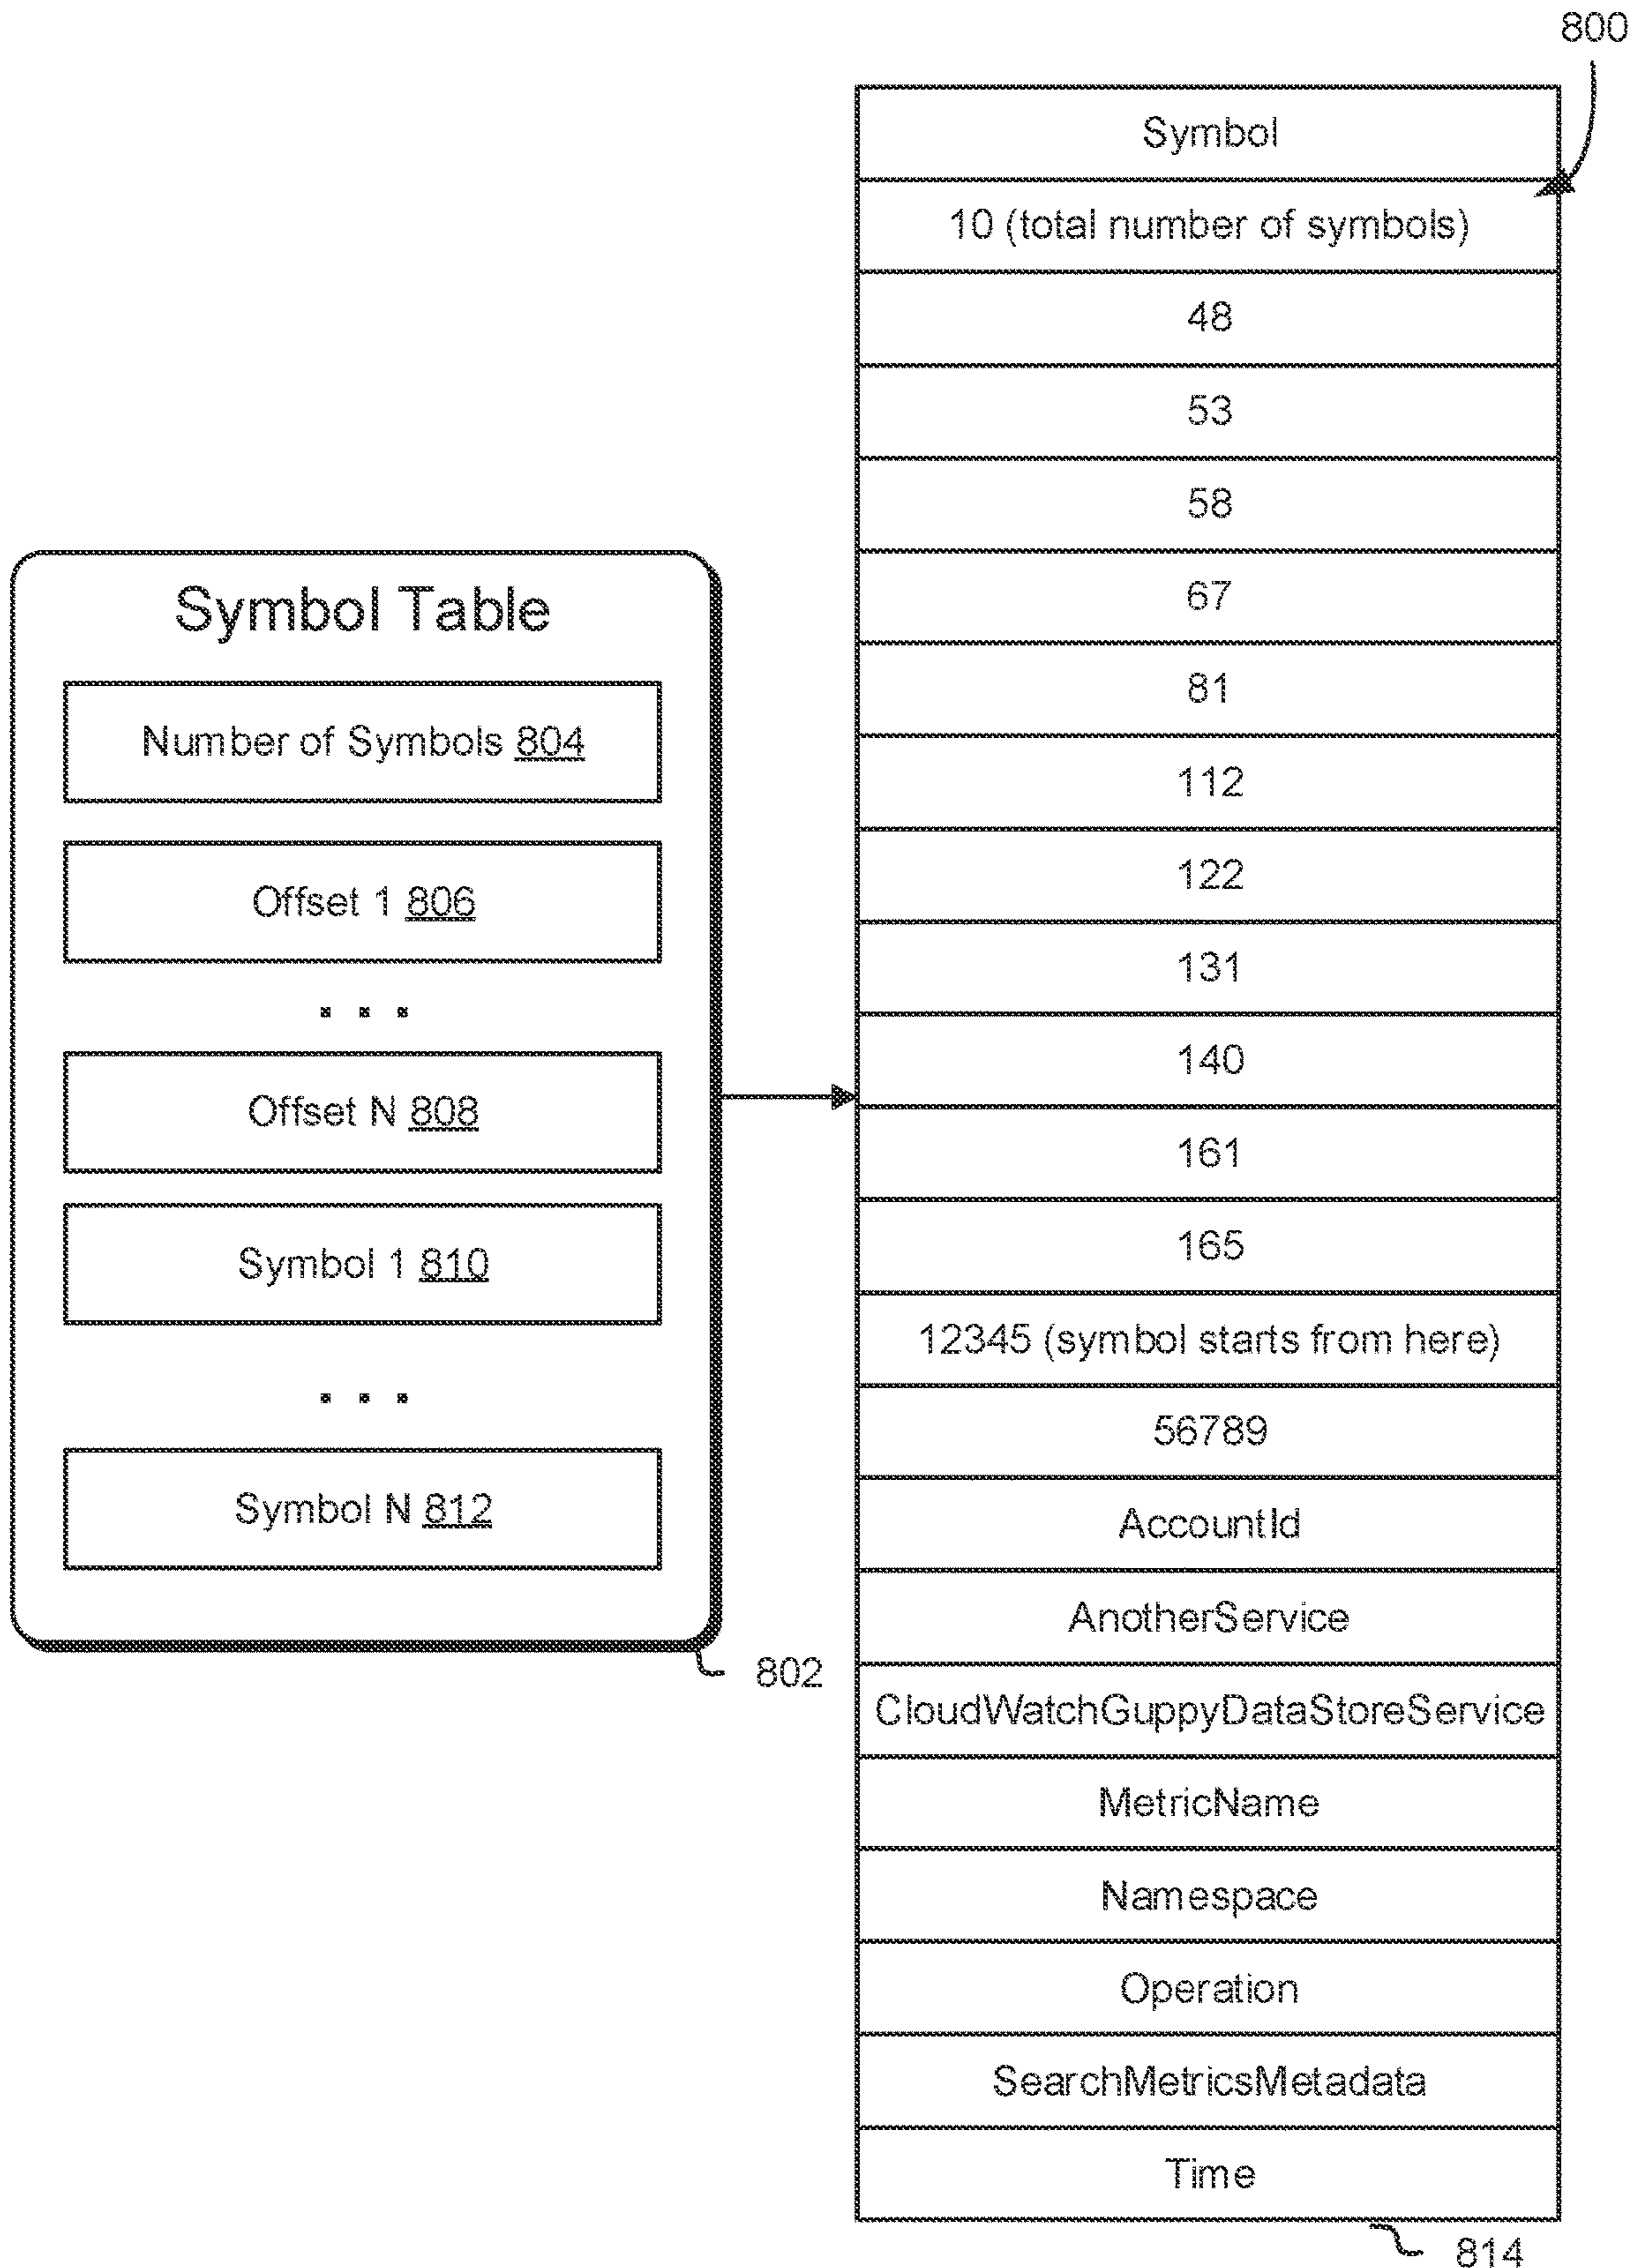 800
Symbol Table
Number of Symbols 804
Offset 1 806
. . .
Offset N 808
Symbol 1 810
. . .
Symbol N 812
802
Symbol
10 (total number of symbols)
48
53
58
67
81
112
122
131
140
161
165
12345 (symbol starts from here)
56789
AccountId
AnotherService
CloudWatchGuppyDataStoreService
MetricName
Namespace
Operation
SearchMetricsMetadata
Time
814